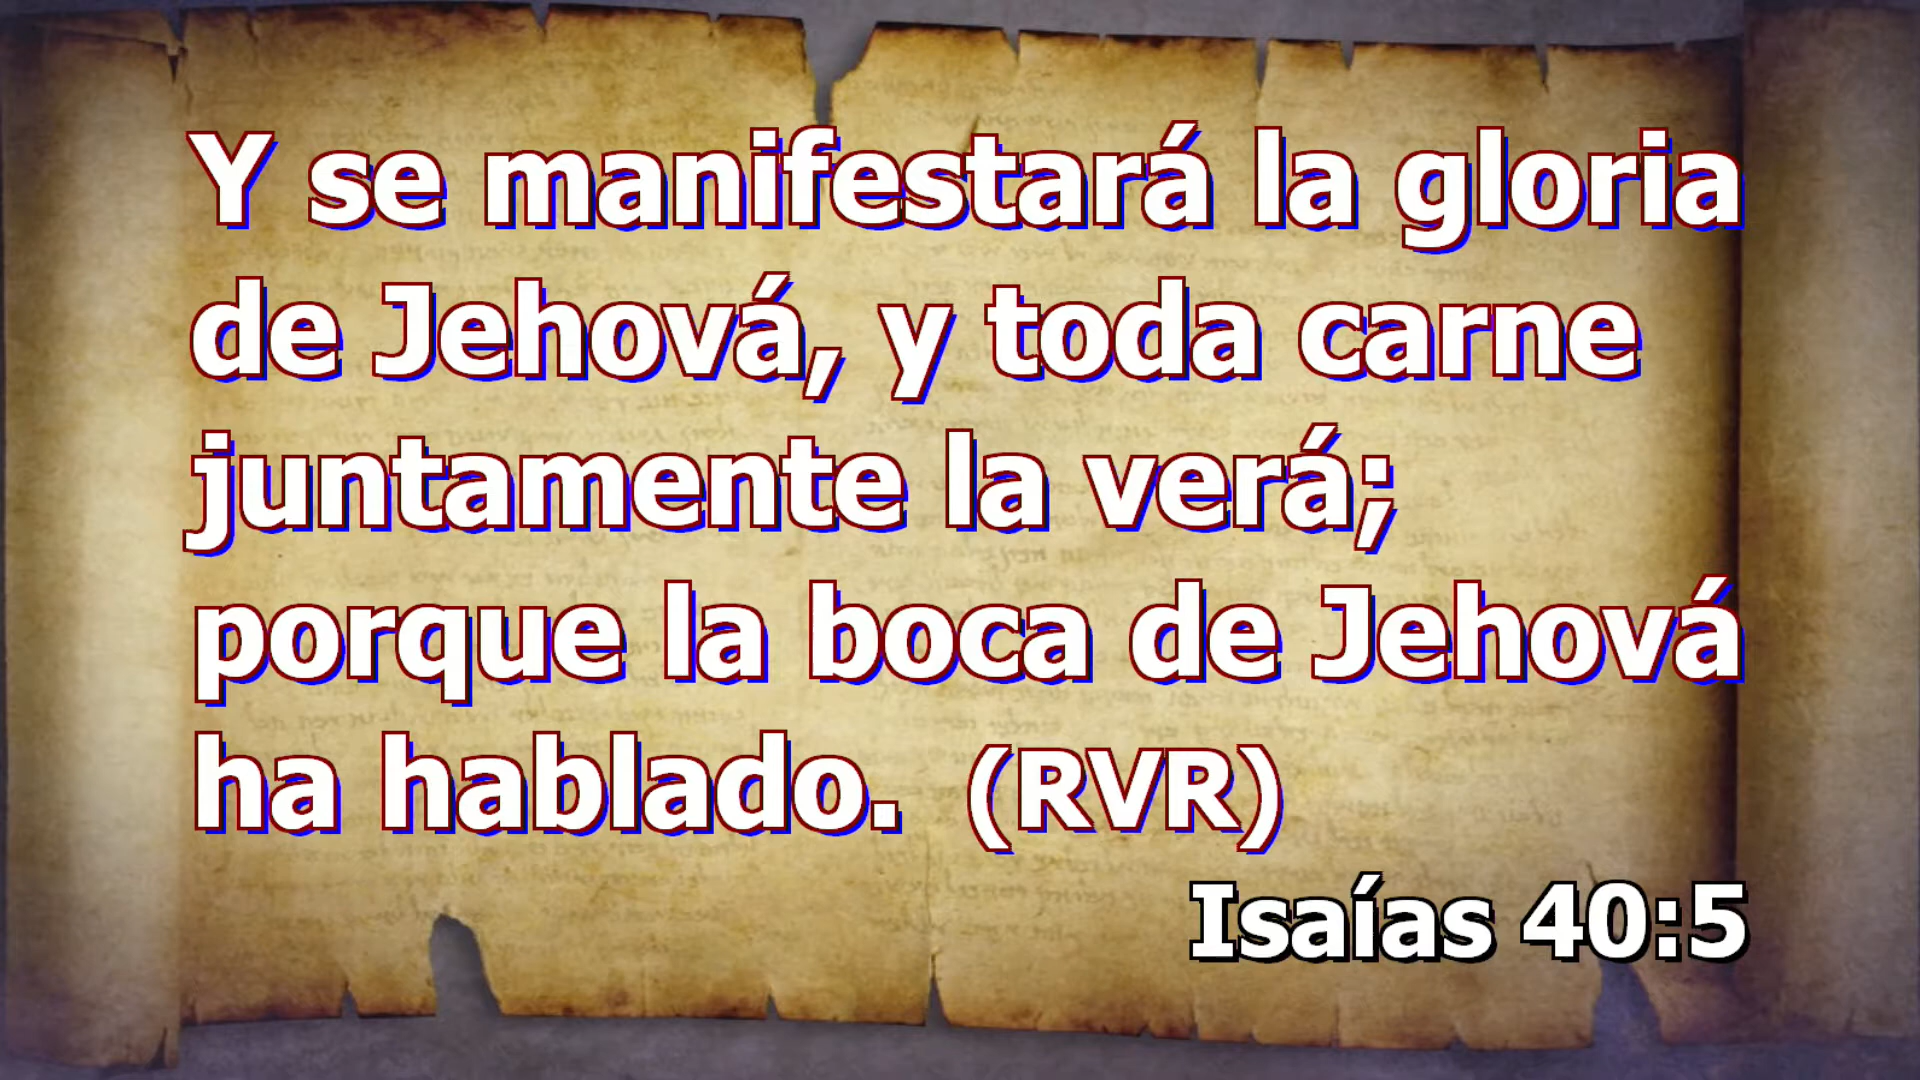 Y se manifestará la gloria
de Jehová, y toda carne
juntamente la verá;
porque la boca de Jehová
ha hablado. (RVR)
Isaías 40:5